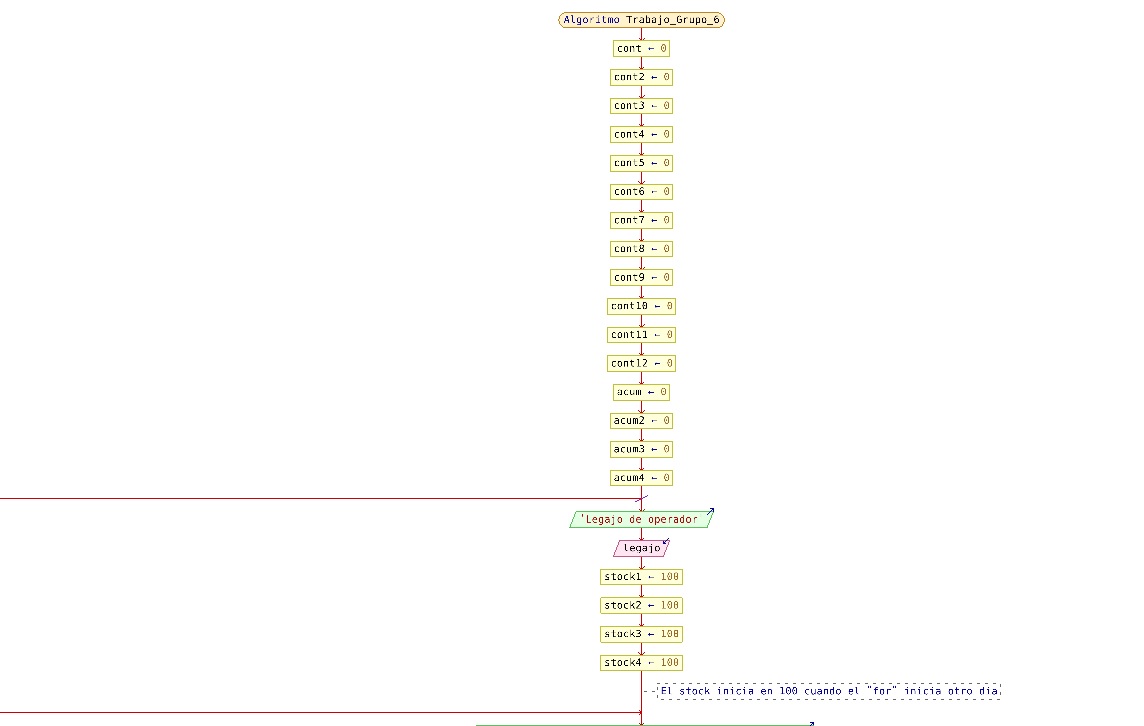 Algoritmo Trabajo_Grupo_6
cont ← 0
cont2 ← 0
cont3 ← 0
cont4 ← 0
cont5 ← 0
cont6 ← 0
cont7 ← 0
cont8 ← 0
cont9 ← 0
cont10 ← 0
cont11 ← 0
cont12 ← 0
acum ← 0
acum2 ← 0
acum3 ← 0
acum4 ← 0
'Legajo de operador
legajo
stock1 ← 100
stock2 ← 100
stock3 ← 100
stock4 ← 100
El stock inicia en 100 cuando el "for" inicia otro dia